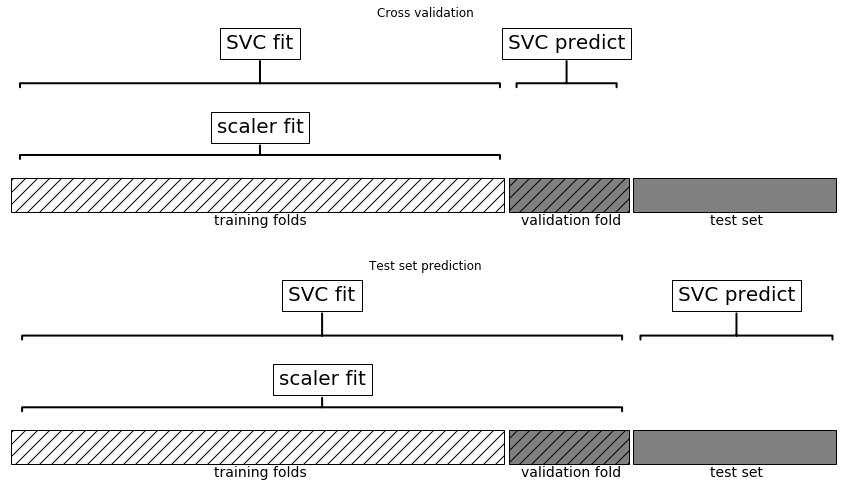 Cross validation
SVC fit
SVC predict
scaler fit
training folds
validation fold
test set
Test set prediction
SVC fit
SVC predict
scaler fit
training folds
validation fold
test set